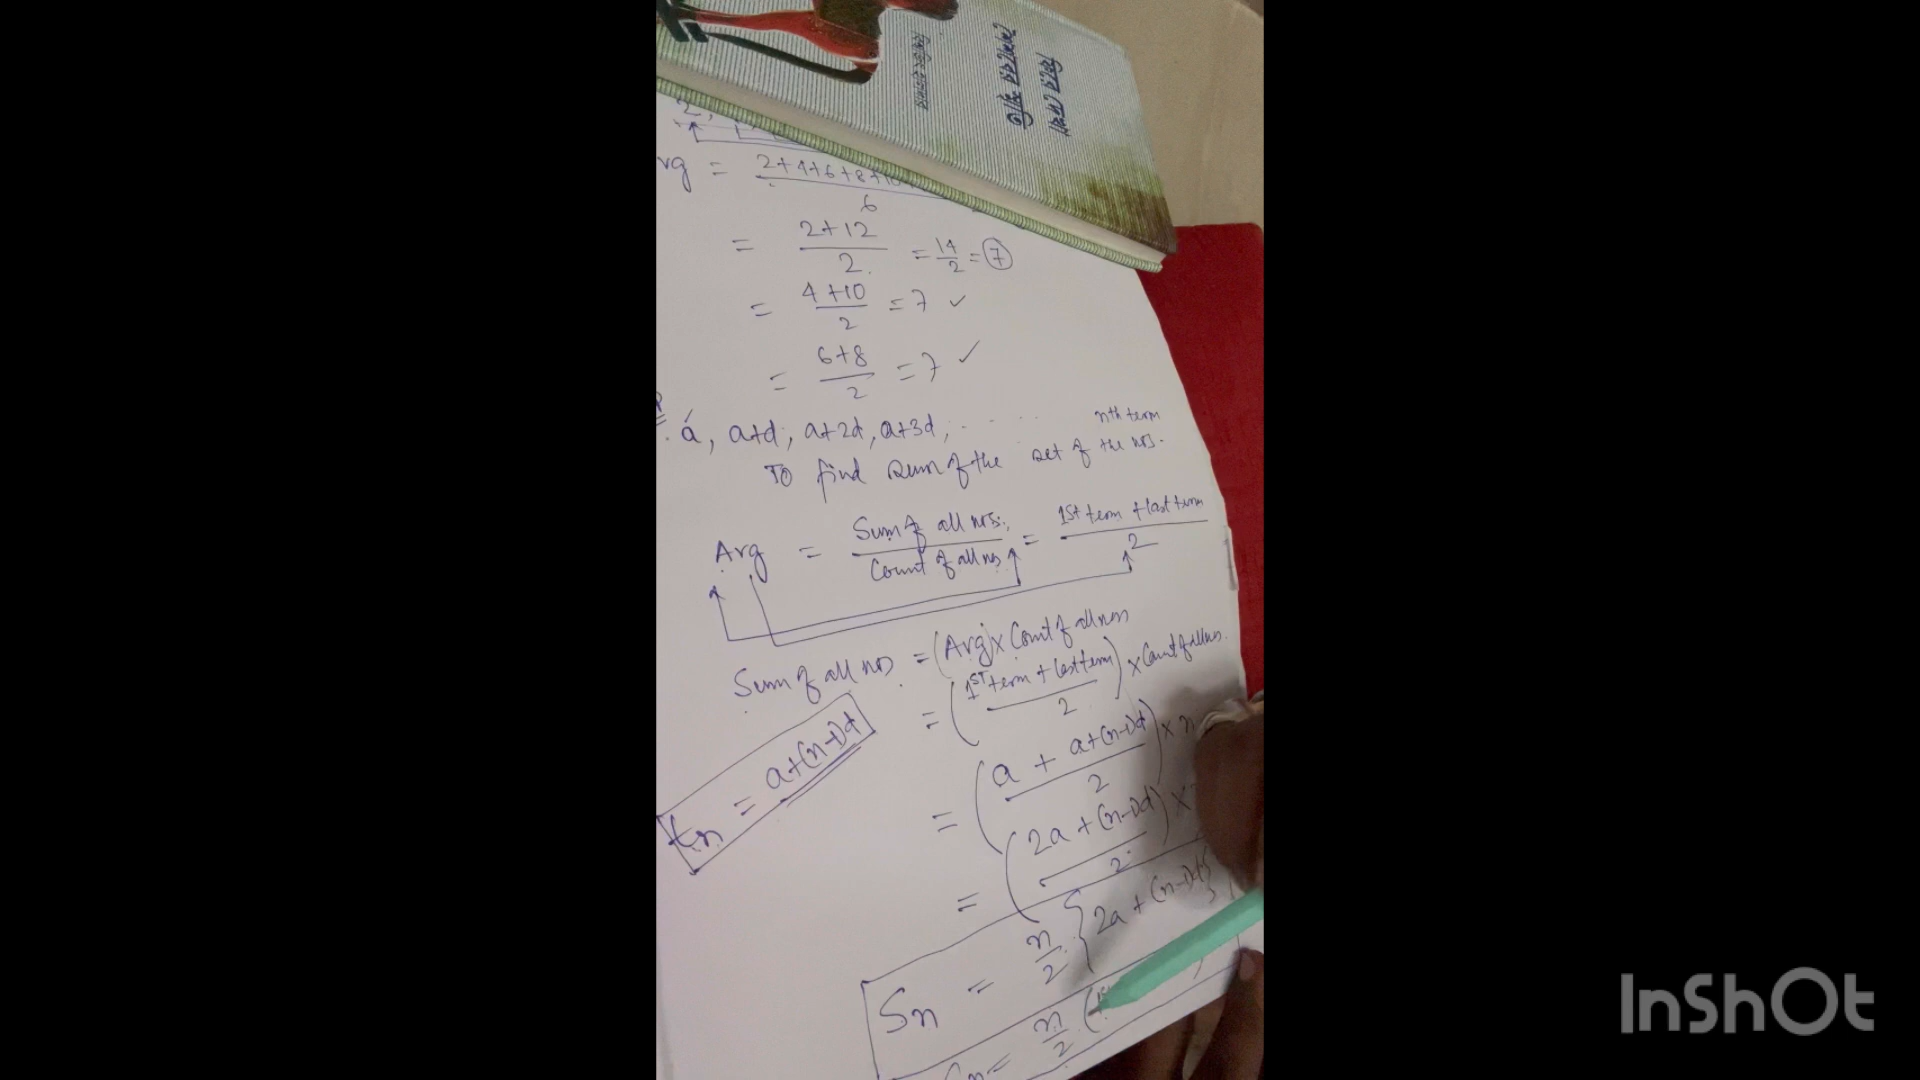 2,
vg = 2+4+6+8+10
6
= 2+12 / 2 = 14/2 = 7
= 4+10 / 2 = 7 ✓
= 6+8 / 2 = 7 ✓
a, a+d, a+2d, a+3d, ..... nth term
To find sum of the set of the nos.
Avg = Sum of all nos. / Count of all nos = 1st term + last term / 2
Sum of all nos = (Avg) x Count of all nos
= (1ST term + last term / 2) x Count of all nos.
tn = a+(n-1)d
= (a + a+(n-1)d / 2) x n
= (2a + (n-1)d / 2) x
Sn = n/2 {2a + (n-1)d}
n/2 (
InShOt